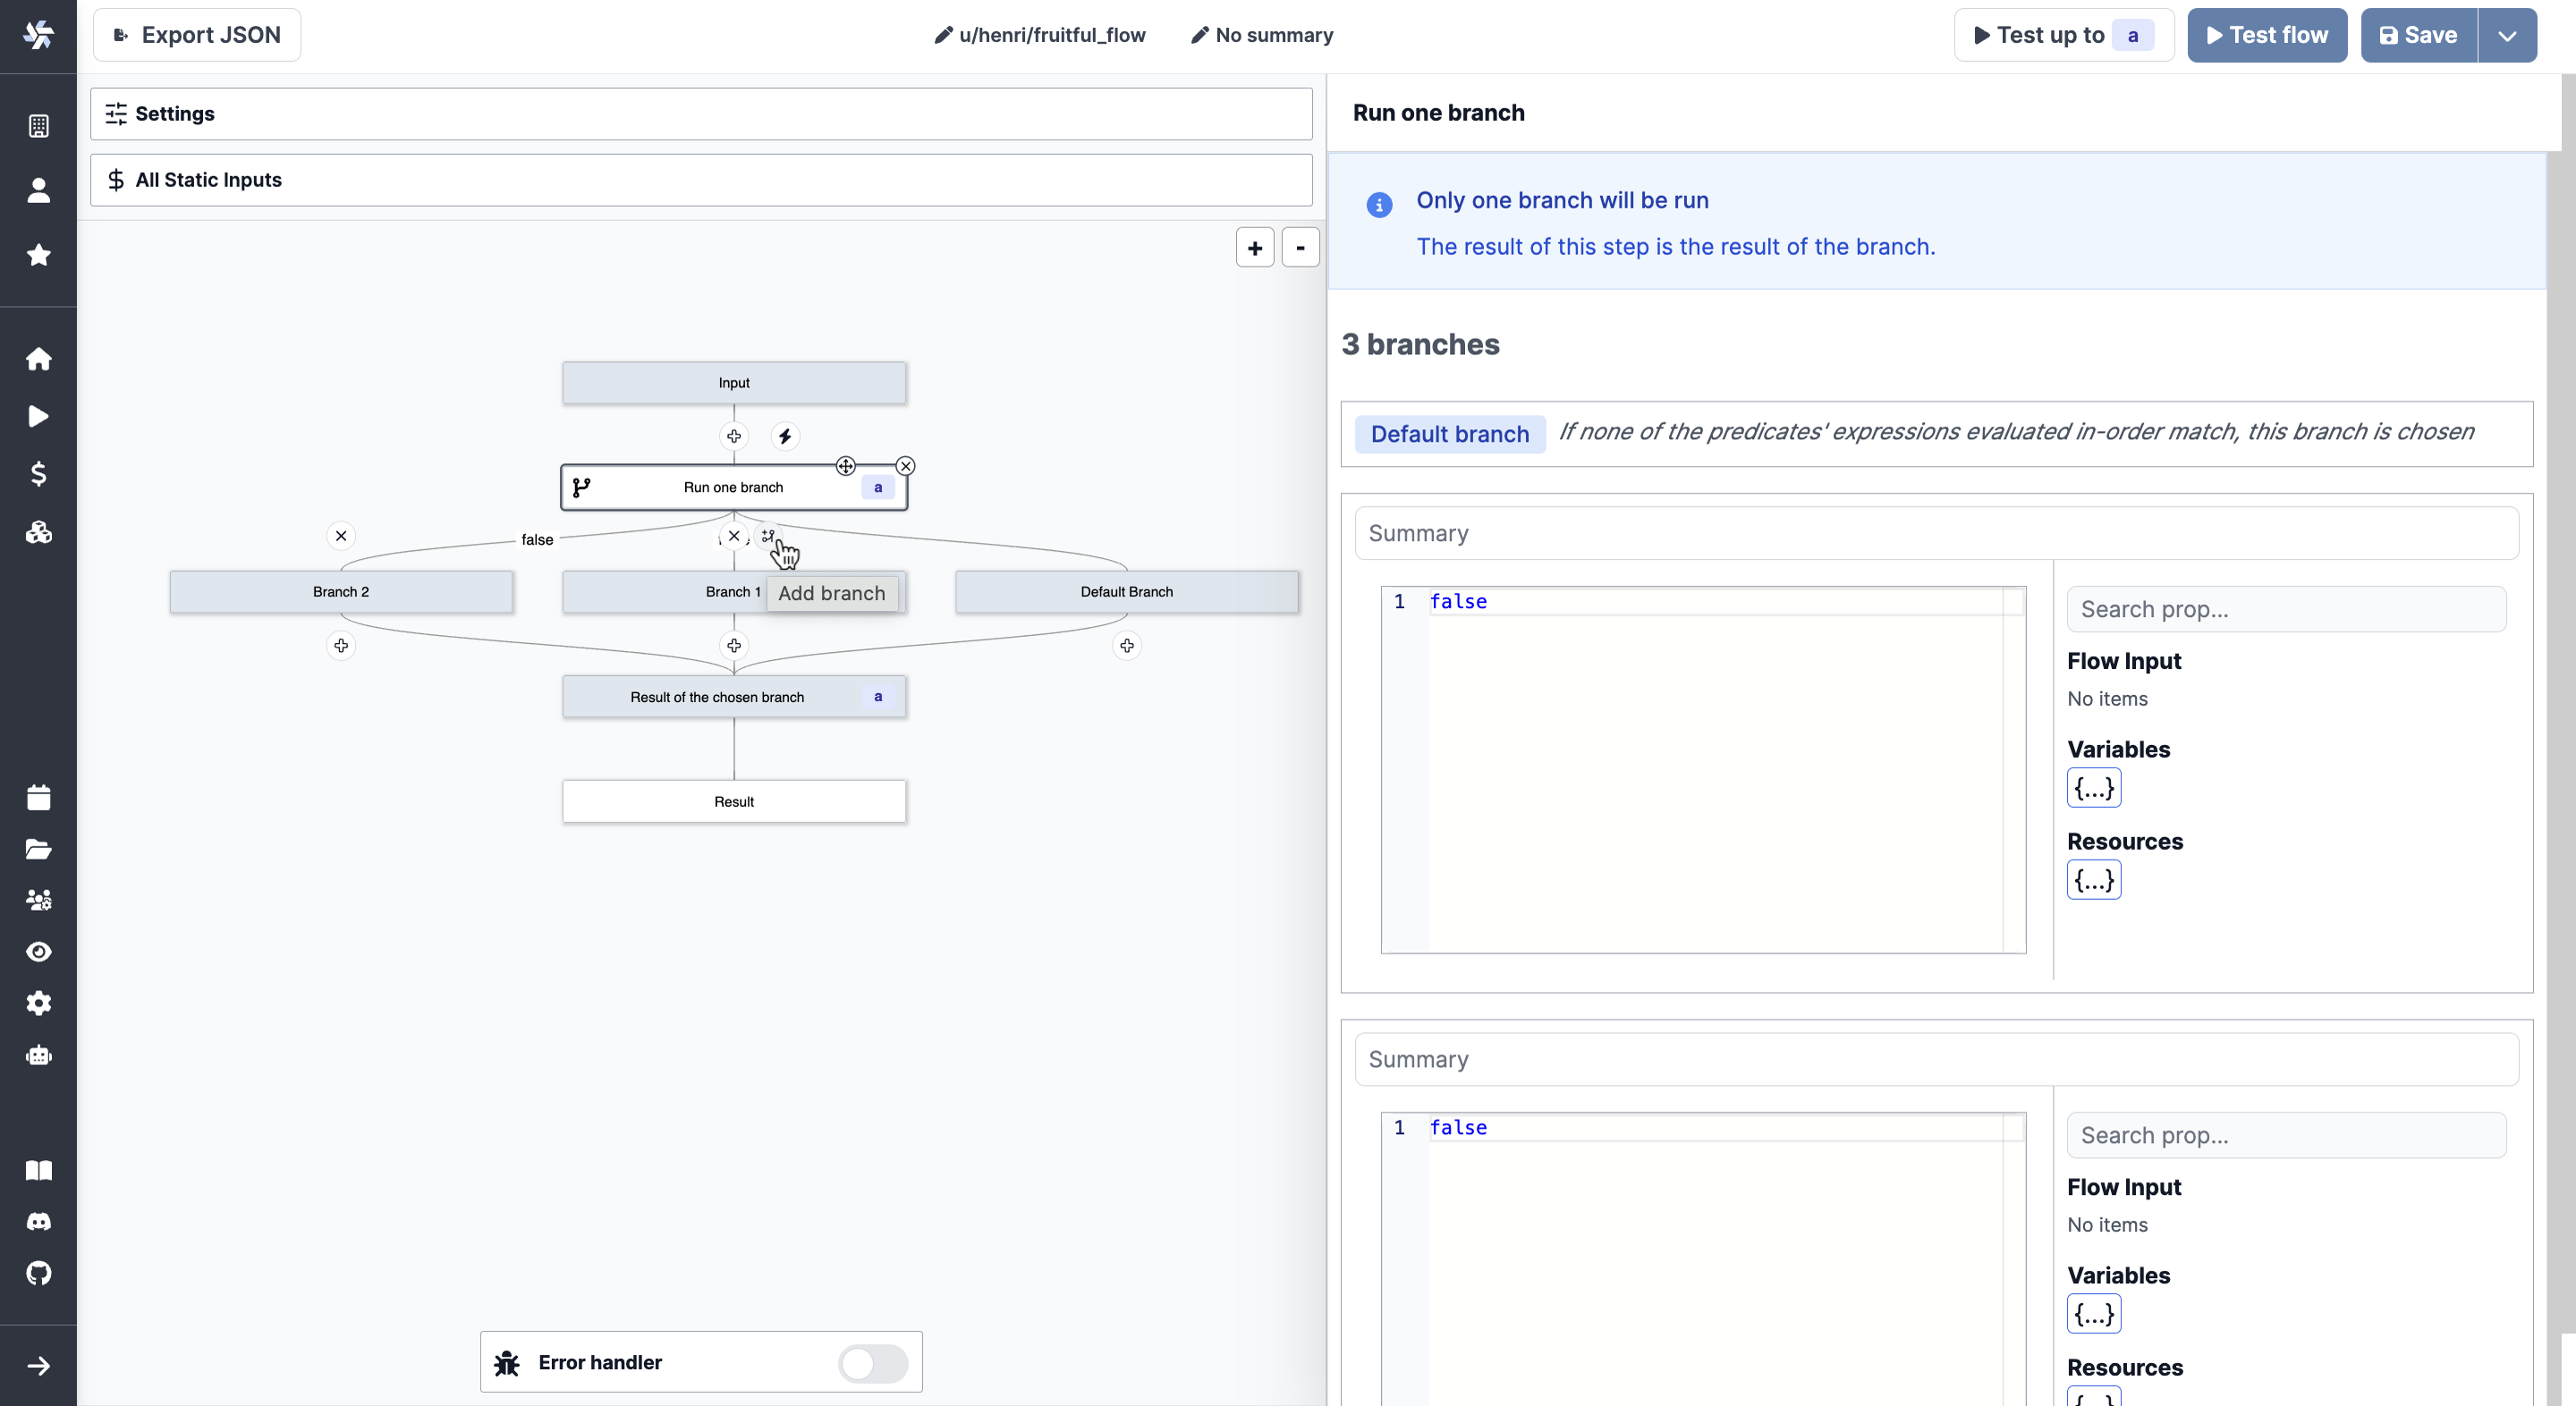 Export JSON
u/henri/fruitful_flow
No summary
Test up to a
Test flow
Save
Settings
All Static Inputs
+
-
Input
Run one branch
a
false
Branch 2
Branch 1
Add branch
Default Branch
Result of the chosen branch
a
Result
Error handler
Run one branch
Only one branch will be run
The result of this step is the result of the branch.
3 branches
Default branch
If none of the predicates' expressions evaluated in-order match, this branch is chosen
Summary
1 false
Search prop...
Flow Input
No items
Variables
{...}
Resources
{...}
Summary
1 false
Search prop...
Flow Input
No items
Variables
{...}
Resources